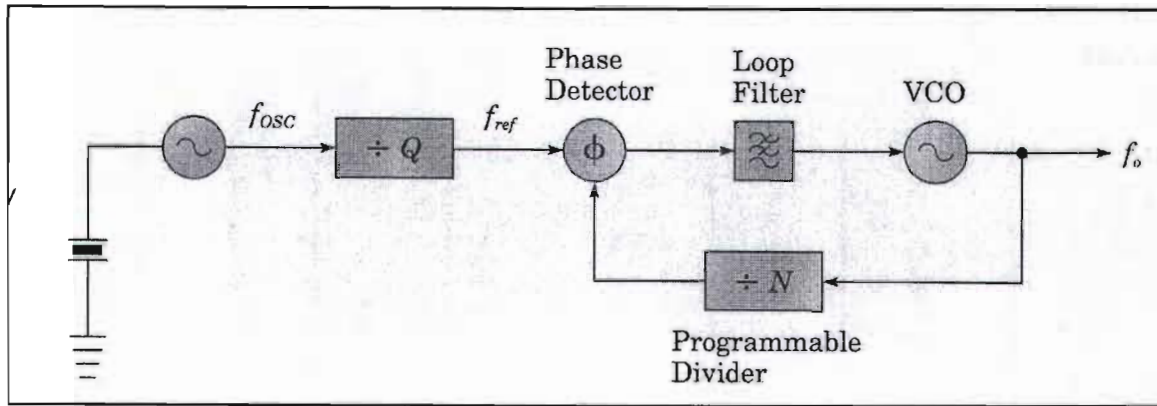 Phase
Detector
Loop
Filter
VCO
fosc
÷ Q
fref
ϕ
fo
÷ N
Programmable
Divider